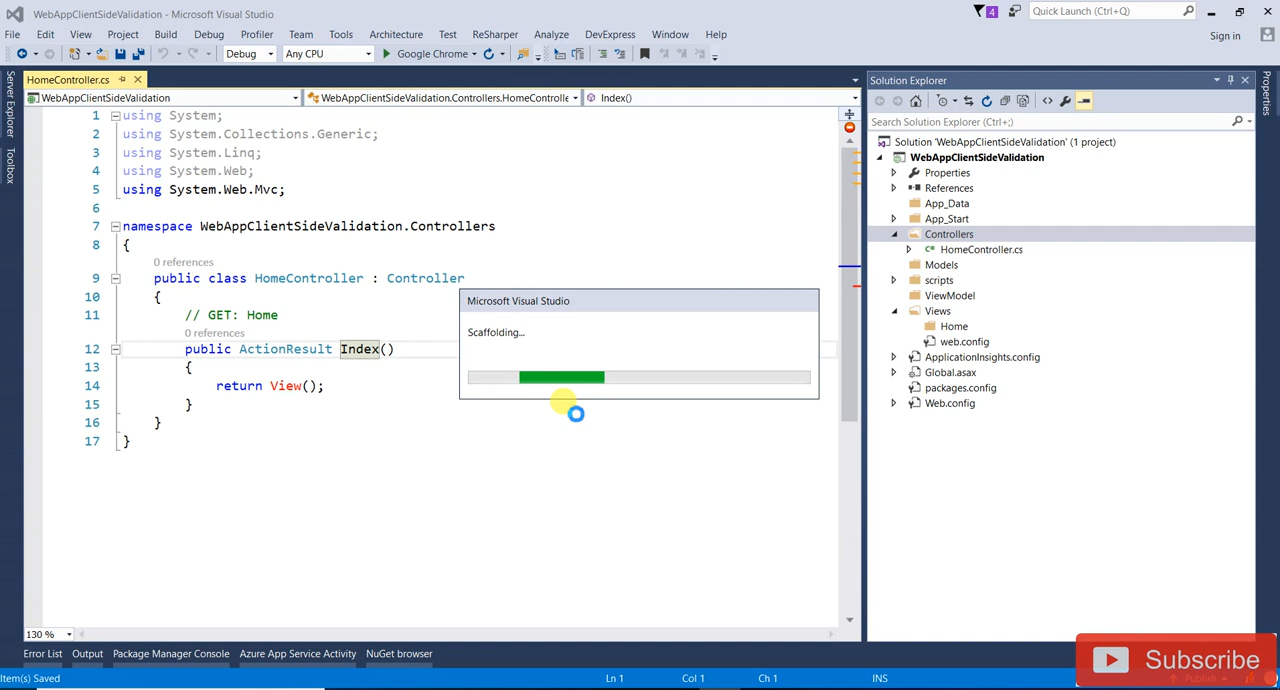 WebAppClientSideValidation - Microsoft Visual Studio
4
Quick Launch (Ctrl+Q)
File Edit View Project Build Debug Profiler Team Tools Architecture Test ReSharper Analyze DevExpress Window Help
Sign in
Debug Any CPU Google Chrome
Server Explorer
Toolbox
HomeController.cs
WebAppClientSideValidation WebAppClientSideValidation.Controllers.HomeControlle Index()
1 using System;
2 using System.Collections.Generic;
3 using System.Linq;
4 using System.Web;
5 using System.Web.Mvc;
6
7 namespace WebAppClientSideValidation.Controllers
8 {
0 references
9 public class HomeController : Controller
10 {
11 // GET: Home
0 references
12 public ActionResult Index()
13 {
14 return View();
15 }
16 }
17 }
130 %
Microsoft Visual Studio
Scaffolding...
Solution Explorer
Search Solution Explorer (Ctrl+;)
Solution 'WebAppClientSideValidation' (1 project)
WebAppClientSideValidation
Properties
References
App_Data
App_Start
Controllers
C# HomeController.cs
Models
scripts
ViewModel
Views
Home
web.config
ApplicationInsights.config
Global.asax
packages.config
Web.config
Properties
Error List Output Package Manager Console Azure App Service Activity NuGet browser
Item(s) Saved Ln 1 Col 1 Ch 1 INS
Subscribe
Publish